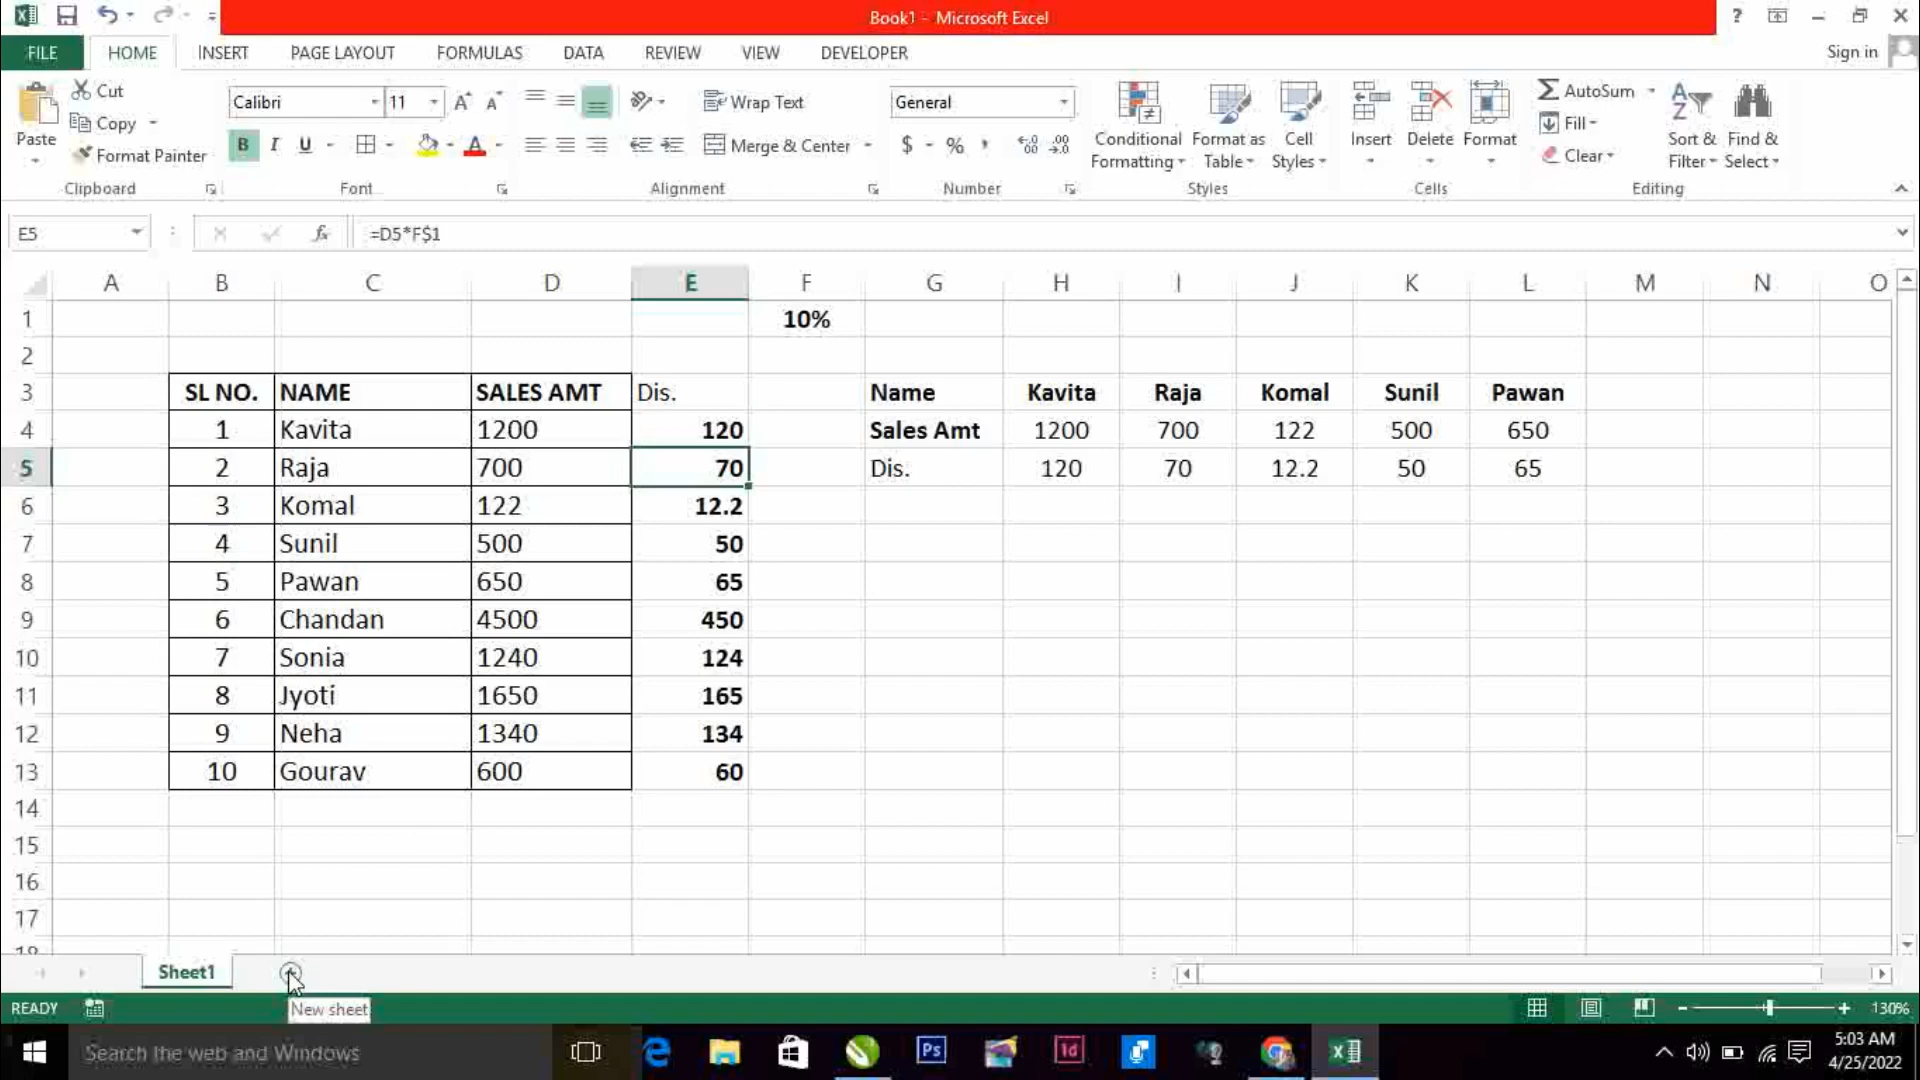 Book1 - Microsoft Excel
FILE HOME INSERT PAGE LAYOUT FORMULAS DATA REVIEW VIEW DEVELOPER Sign in
Paste Cut Copy Format Painter Clipboard
Calibri 11 B I U A Font
Wrap Text Merge & Center Alignment
General $ % , Number
Conditional Formatting Format as Table Cell Styles Styles
Insert Delete Format Cells
AutoSum Fill Clear Sort & Filter Find & Select Editing
E5 fx =D5*F$1
A B C D E F G H I J K L M N O
1 10%
2
3 SL NO. NAME SALES AMT Dis. Name Kavita Raja Komal Sunil Pawan
4 1 Kavita 1200 120 Sales Amt 1200 700 122 500 650
5 2 Raja 700 70 Dis. 120 70 12.2 50 65
6 3 Komal 122 12.2
7 4 Sunil 500 50
8 5 Pawan 650 65
9 6 Chandan 4500 450
10 7 Sonia 1240 124
11 8 Jyoti 1650 165
12 9 Neha 1340 134
13 10 Gourav 600 60
14
15
16
17
18
Sheet1
New sheet
READY 130%
Search the web and Windows Ps Id 5:03 AM
4/25/2022